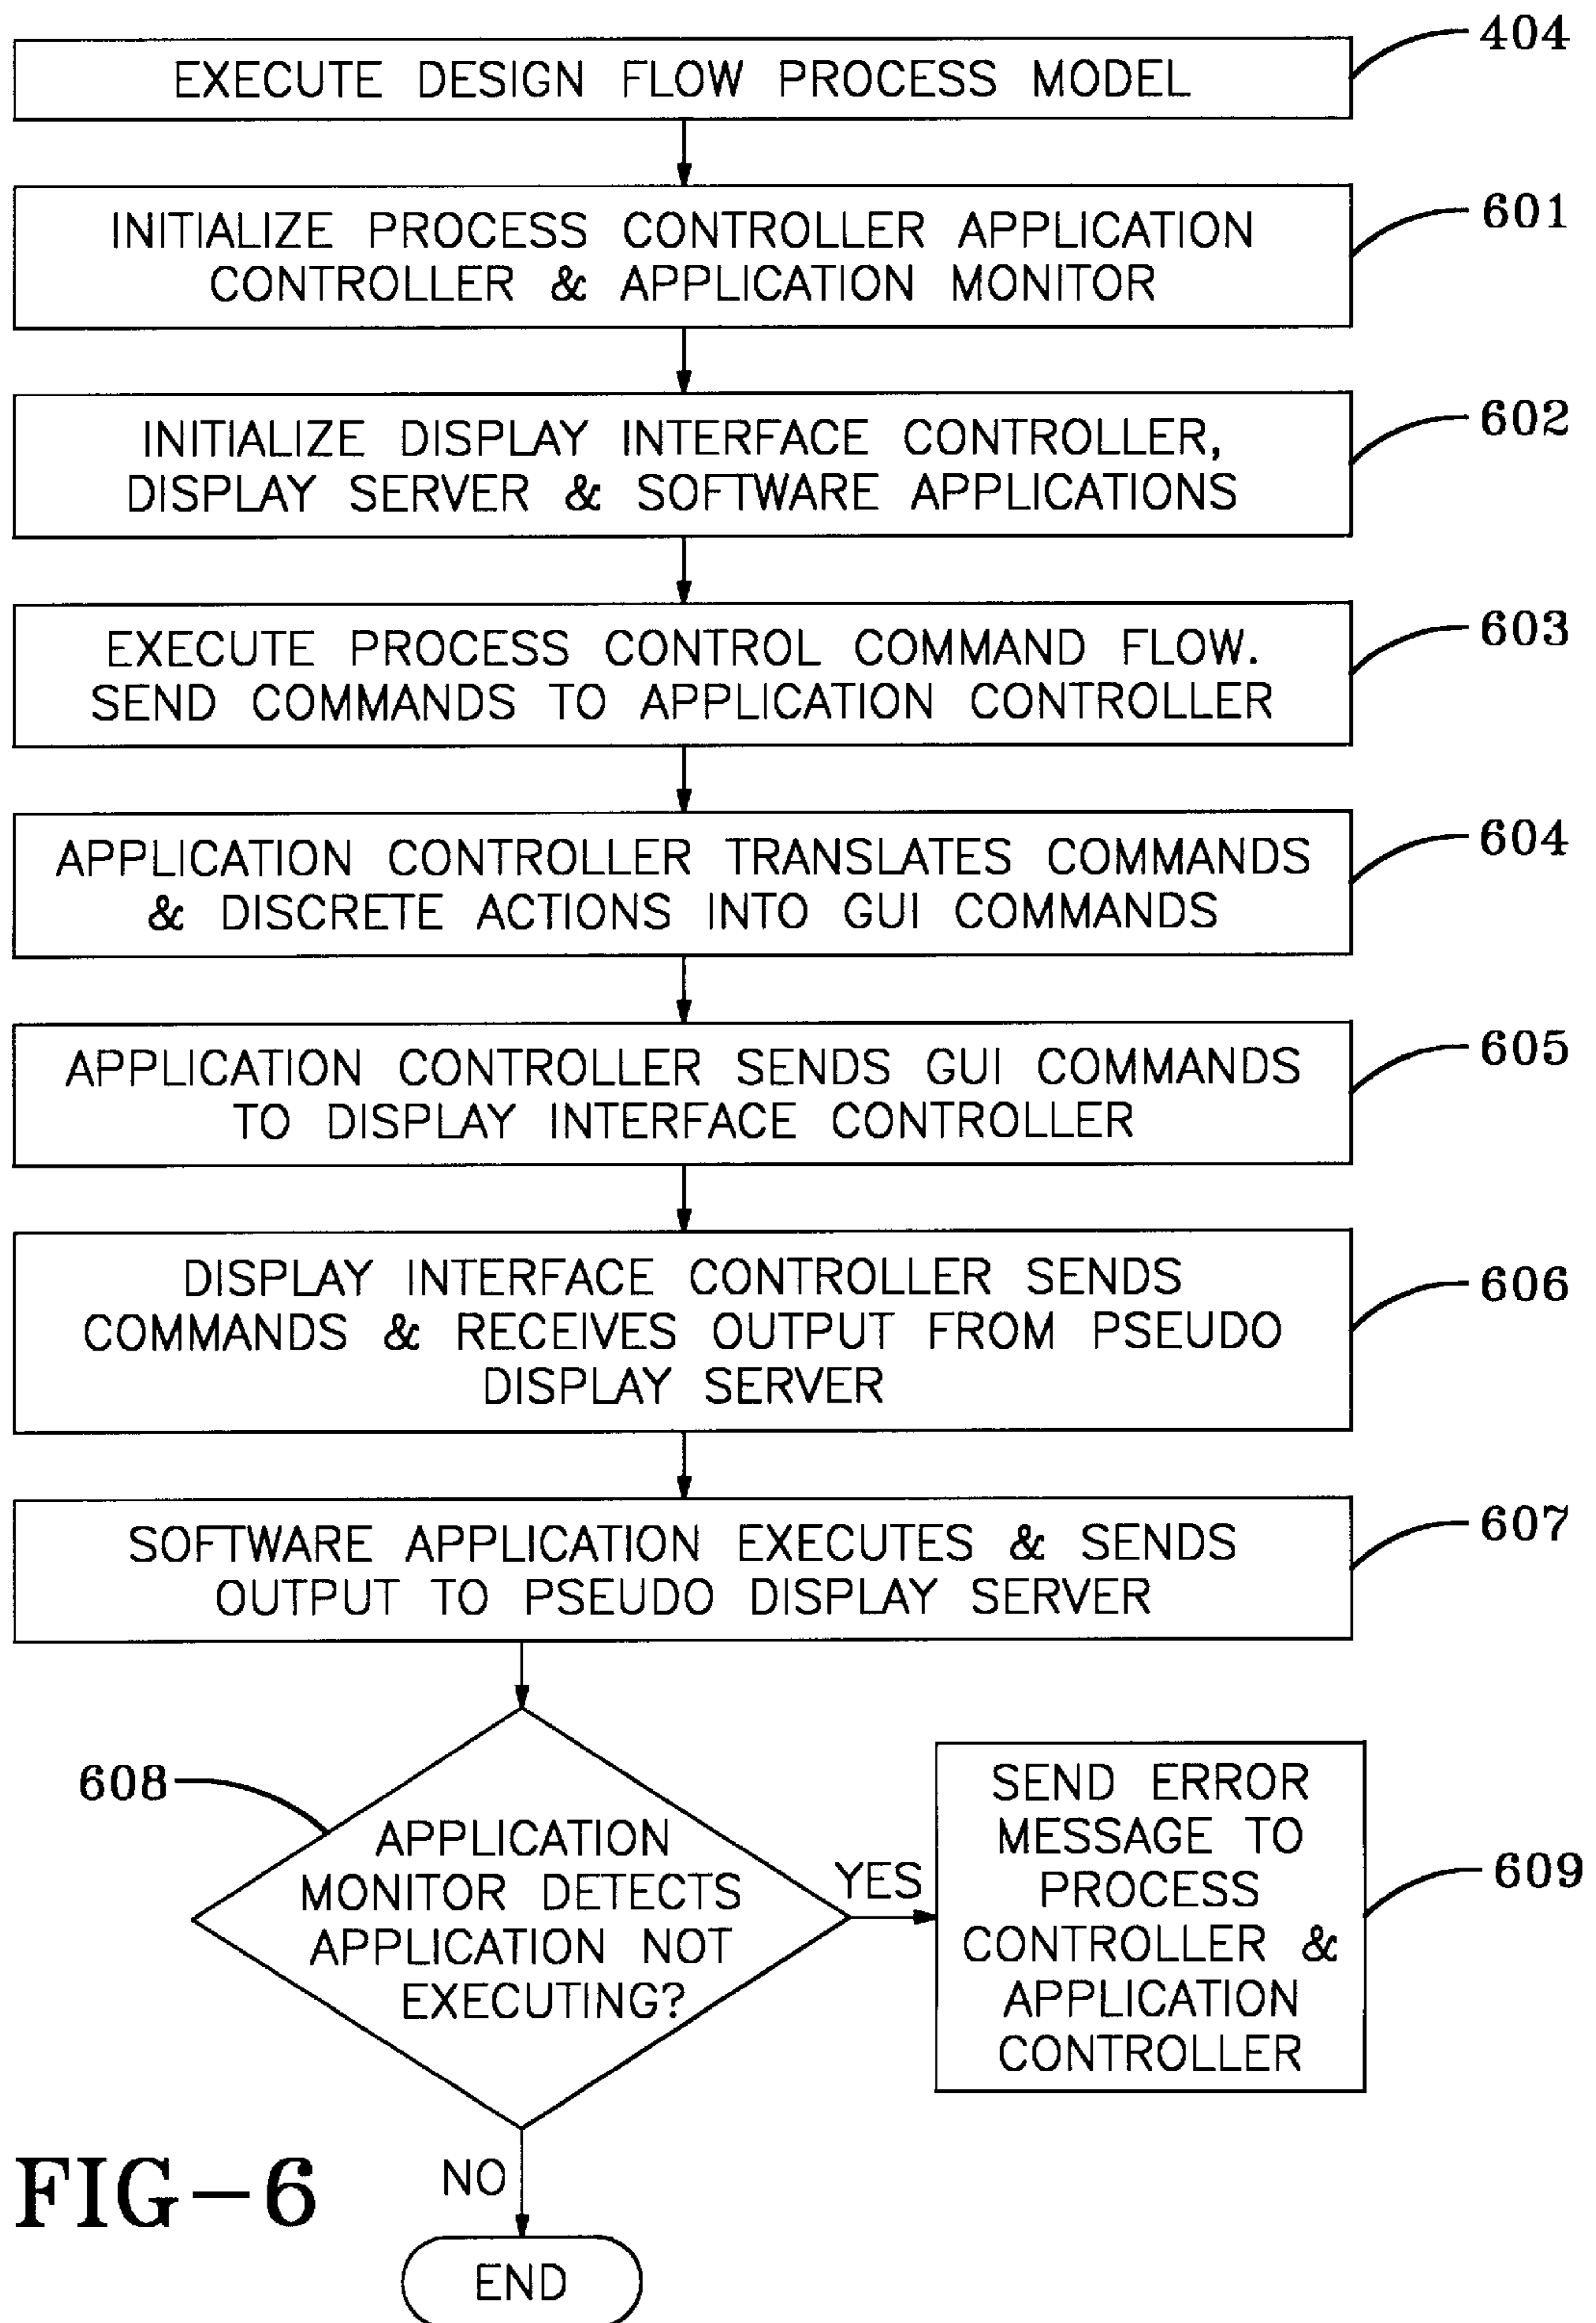 404
EXECUTE DESIGN FLOW PROCESS MODEL
601
INITIALIZE PROCESS CONTROLLER APPLICATION
CONTROLLER & APPLICATION MONITOR
602
INITIALIZE DISPLAY INTERFACE CONTROLLER,
DISPLAY SERVER & SOFTWARE APPLICATIONS
603
EXECUTE PROCESS CONTROL COMMAND FLOW.
SEND COMMANDS TO APPLICATION CONTROLLER
604
APPLICATION CONTROLLER TRANSLATES COMMANDS
& DISCRETE ACTIONS INTO GUI COMMANDS
605
APPLICATION CONTROLLER SENDS GUI COMMANDS
TO DISPLAY INTERFACE CONTROLLER
606
DISPLAY INTERFACE CONTROLLER SENDS
COMMANDS & RECEIVES OUTPUT FROM PSEUDO
DISPLAY SERVER
607
SOFTWARE APPLICATION EXECUTES & SENDS
OUTPUT TO PSEUDO DISPLAY SERVER
608
APPLICATION
MONITOR DETECTS
APPLICATION NOT
EXECUTING?
YES
SEND ERROR
MESSAGE TO
PROCESS
CONTROLLER &
APPLICATION
CONTROLLER
609
NO
END
FIG-6